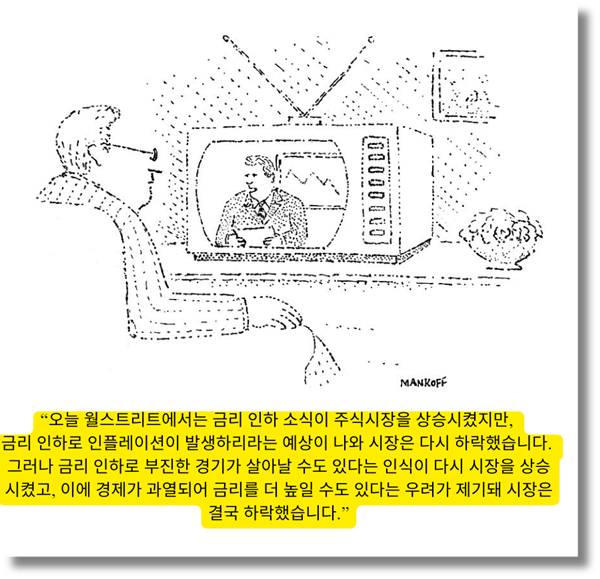 MANKOFF
“오늘 월스트리트에서는 금리 인하 소식이 주식시장을 상승시켰지만,
금리 인하로 인플레이션이 발생하리라는 예상이 나와 시장은 다시 하락했습니다.
그러나 금리 인하로 부진한 경기가 살아날 수도 있다는 인식이 다시 시장을 상승
시켰고, 이에 경제가 과열되어 금리를 더 높일 수도 있다는 우려가 제기돼 시장은
결국 하락했습니다.”